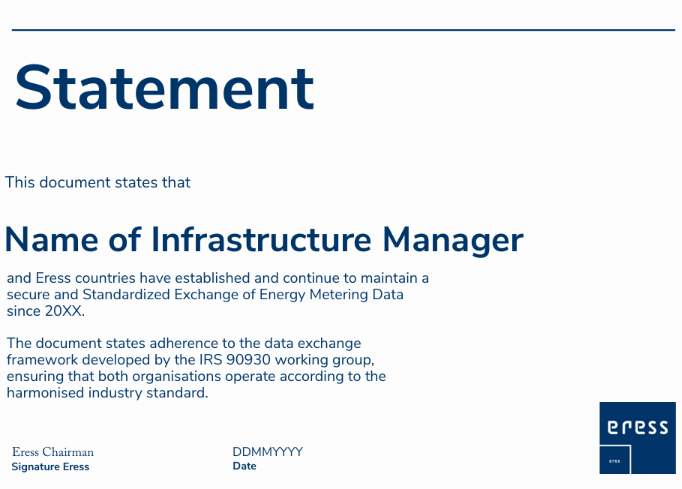 Statement
This document states that
Name of Infrastructure Manager
and Eress countries have established and continue to maintain a
secure and Standardized Exchange of Energy Metering Data
since 20XX.
The document states adherence to the data exchange
framework developed by the IRS 90930 working group,
ensuring that both organisations operate according to the
harmonised industry standard.
eress
Eress Chairman
DDMMYYYY
Signature Eress
Date